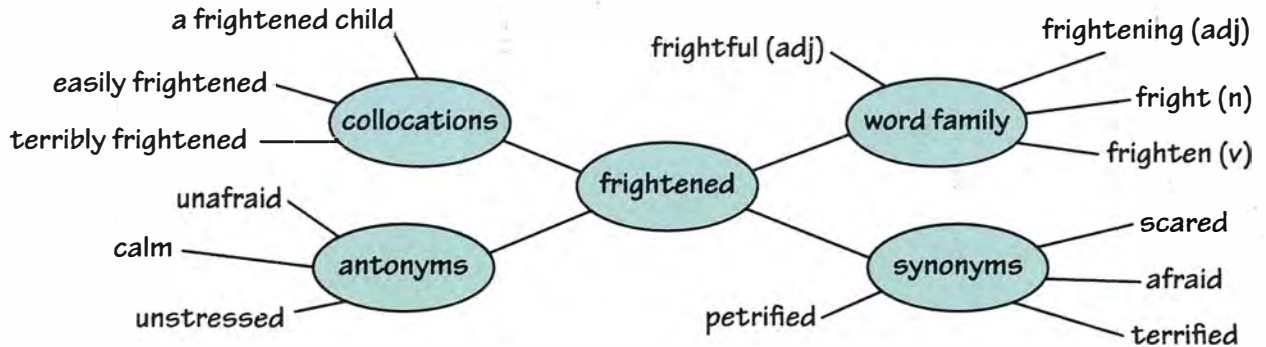 a frightened child
easily frightened
terribly frightened
collocations
frightful (adj)
frightening (adj)
fright (n)
frighten (v)
word family
frightened
unafraid
calm
unstressed
antonyms
synonyms
scared
afraid
terrified
petrified